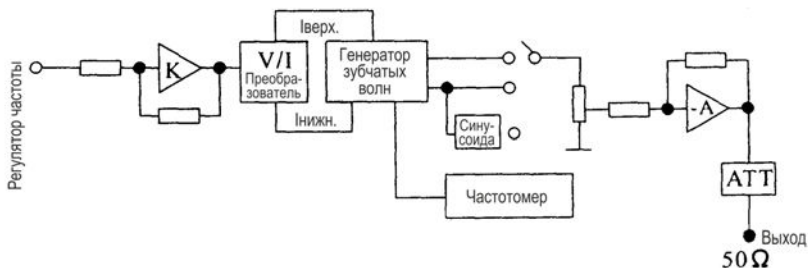 Регулятор частоты
K
V/I
Преобра-
зователь
Iверх.
Iнижн.
Генератор
зубчатых
волн
Сину-
соида
Частотомер
-A
ATT
Выход
50Ω